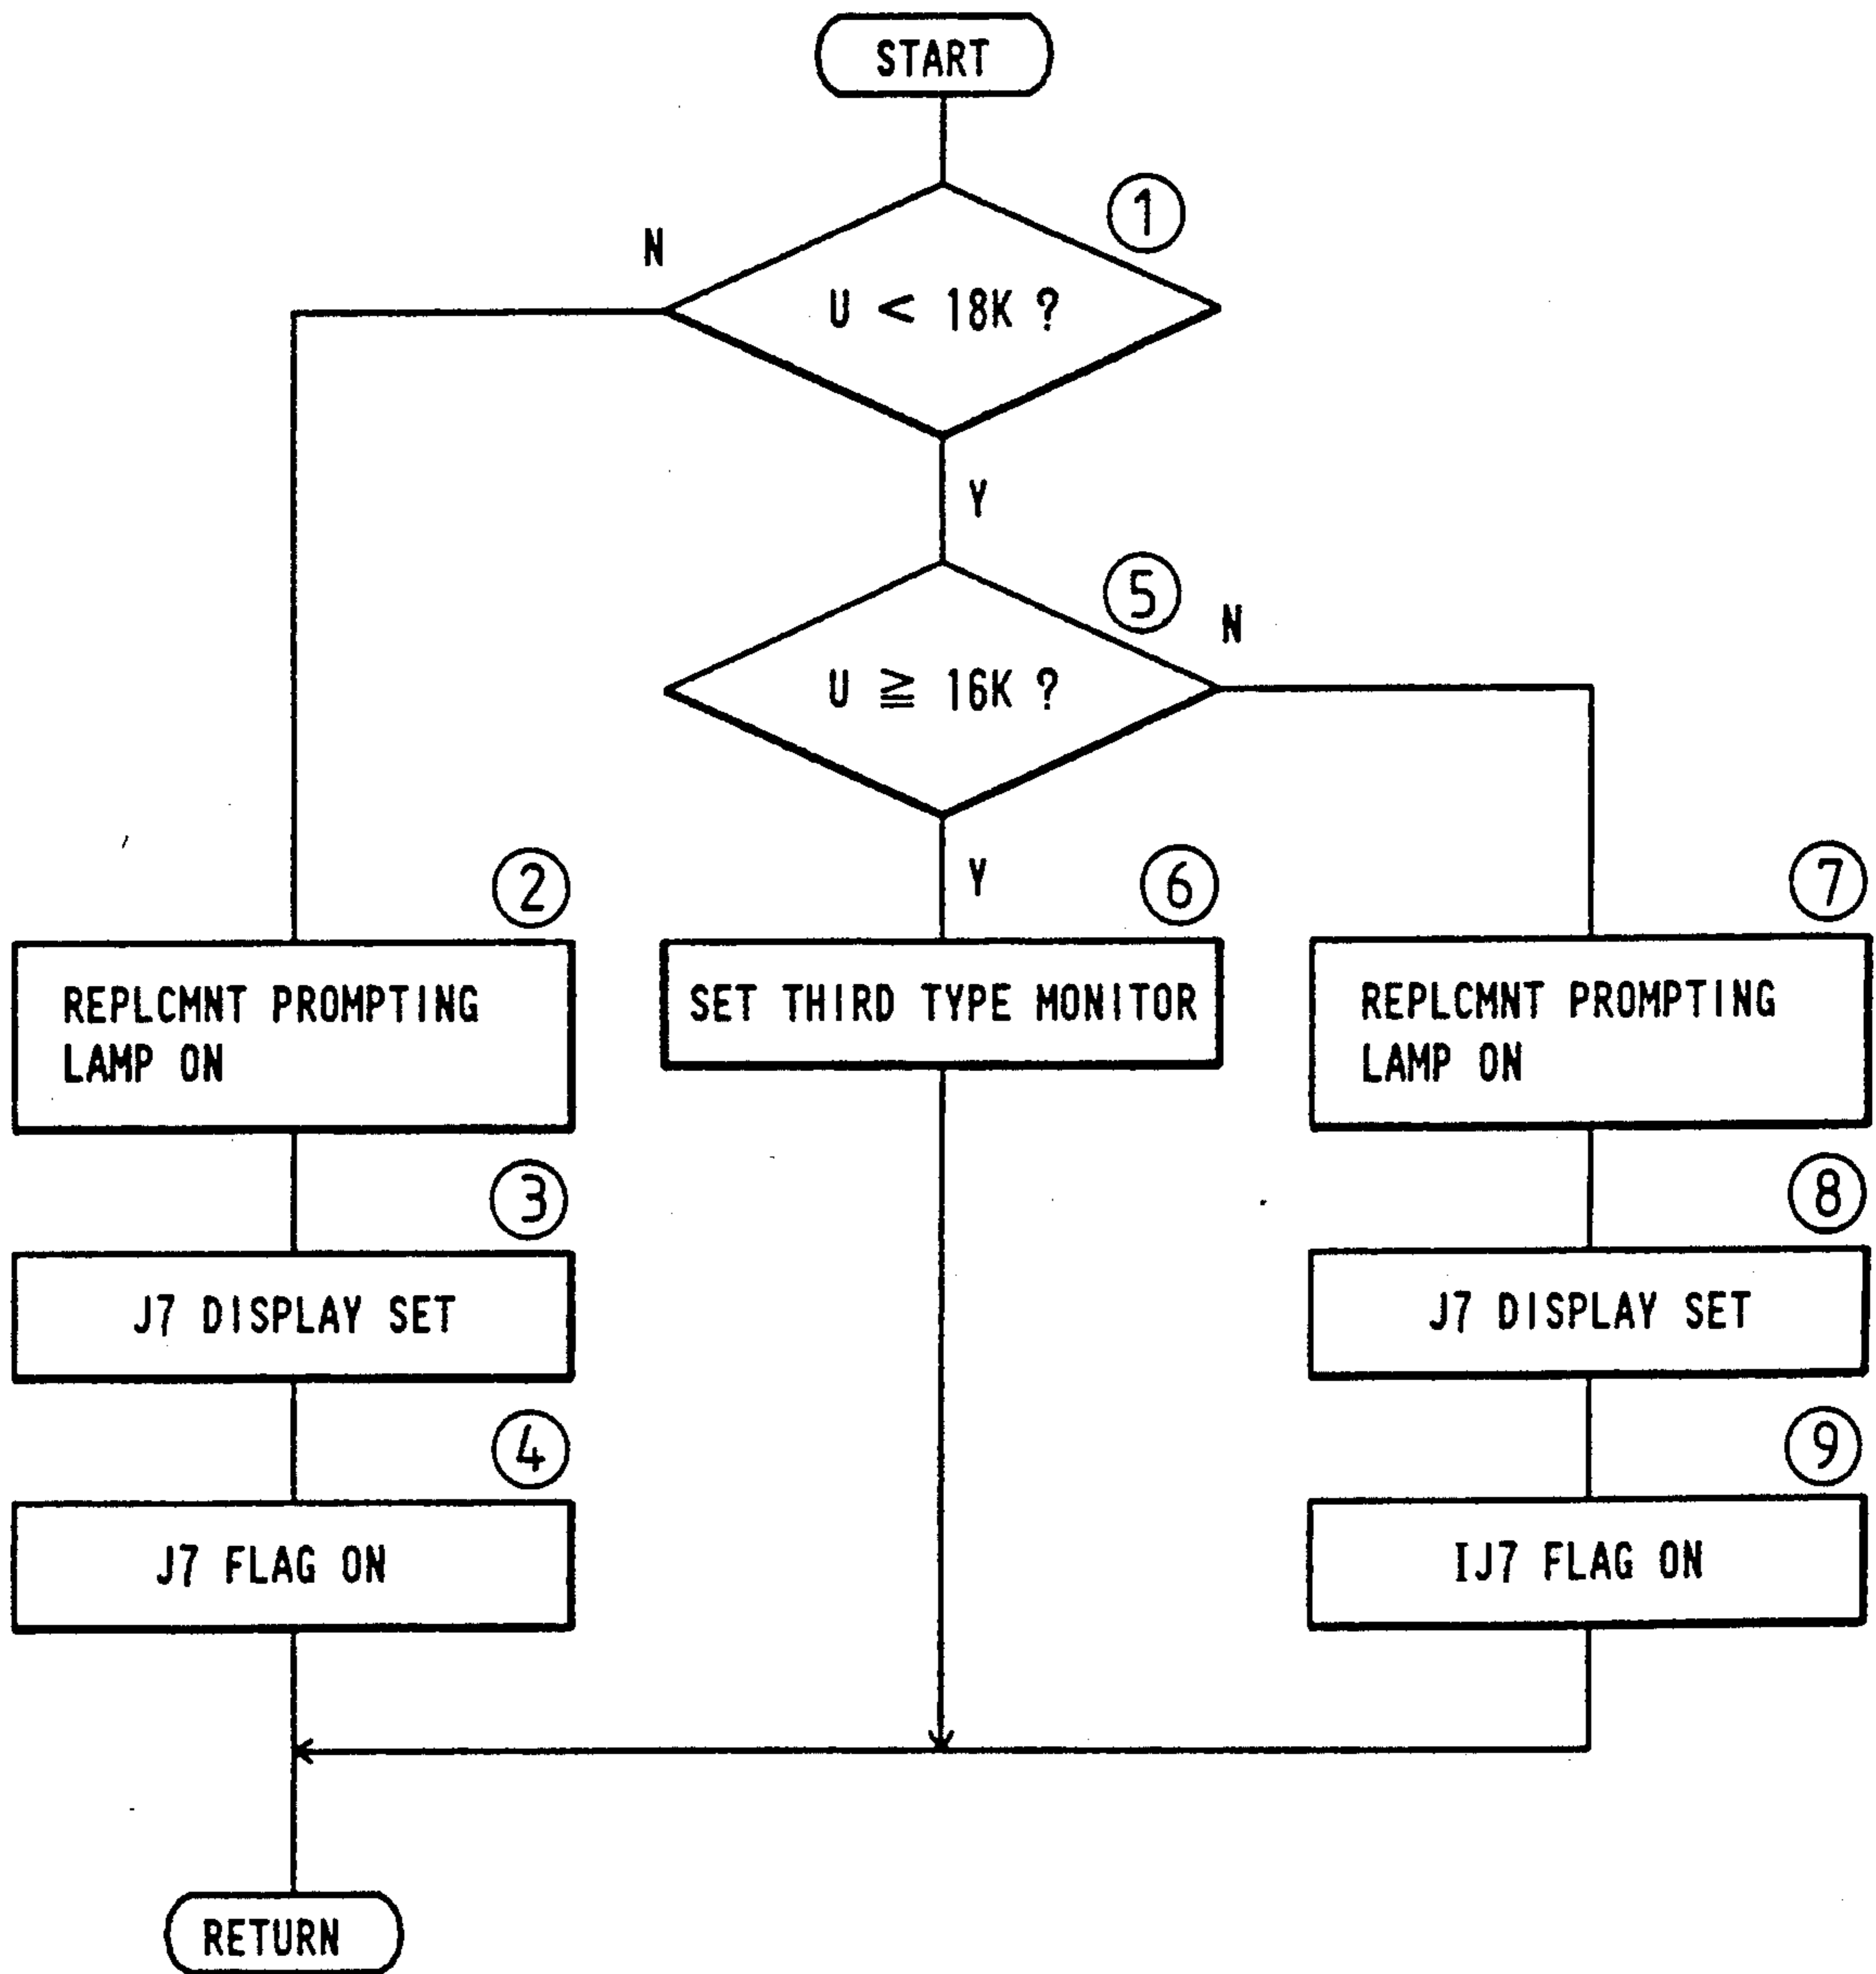 START
1
N
U < 18K ?
Y
5
N
U ≧ 16K ?
2
Y
6
7
REPLCMNT PROMPTING
LAMP ON
SET THIRD TYPE MONITOR
REPLCMNT PROMPTING
LAMP ON
3
8
J7 DISPLAY SET
J7 DISPLAY SET
4
9
J7 FLAG ON
IJ7 FLAG ON
RETURN